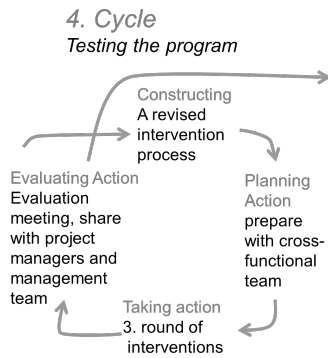 4. Cycle
Testing the program
Constructing
A revised
intervention
process
Evaluating Action
Evaluation
meeting, share
with project
managers and
management
team
Planning
Action
prepare
with cross-
functional
team
Taking action
3. round of
interventions